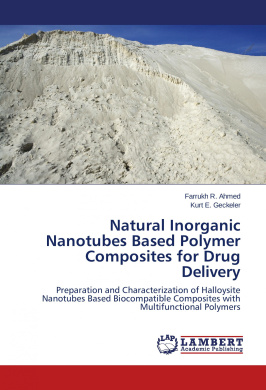 Farrukh R. Ahmed
Kurt E. Geckeler
Natural Inorganic
Nanotubes Based Polymer
Composites for Drug
Delivery
Preparation and Characterization of Halloysite
Nanotubes Based Biocompatible Composites with
Multifunctional Polymers
LAP LAMBERT
Academic Publishing